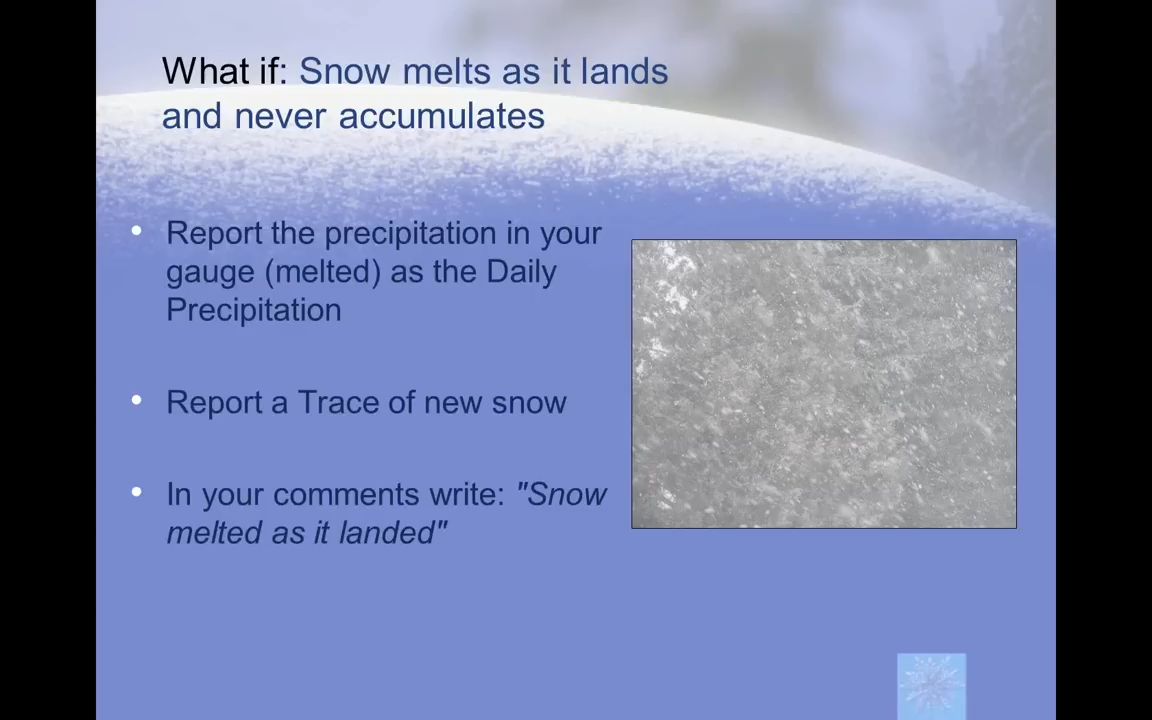 What if: Snow melts as it lands
and never accumulates
• Report the precipitation in your
gauge (melted) as the Daily
Precipitation
• Report a Trace of new snow
• In your comments write: "Snow
melted as it landed"